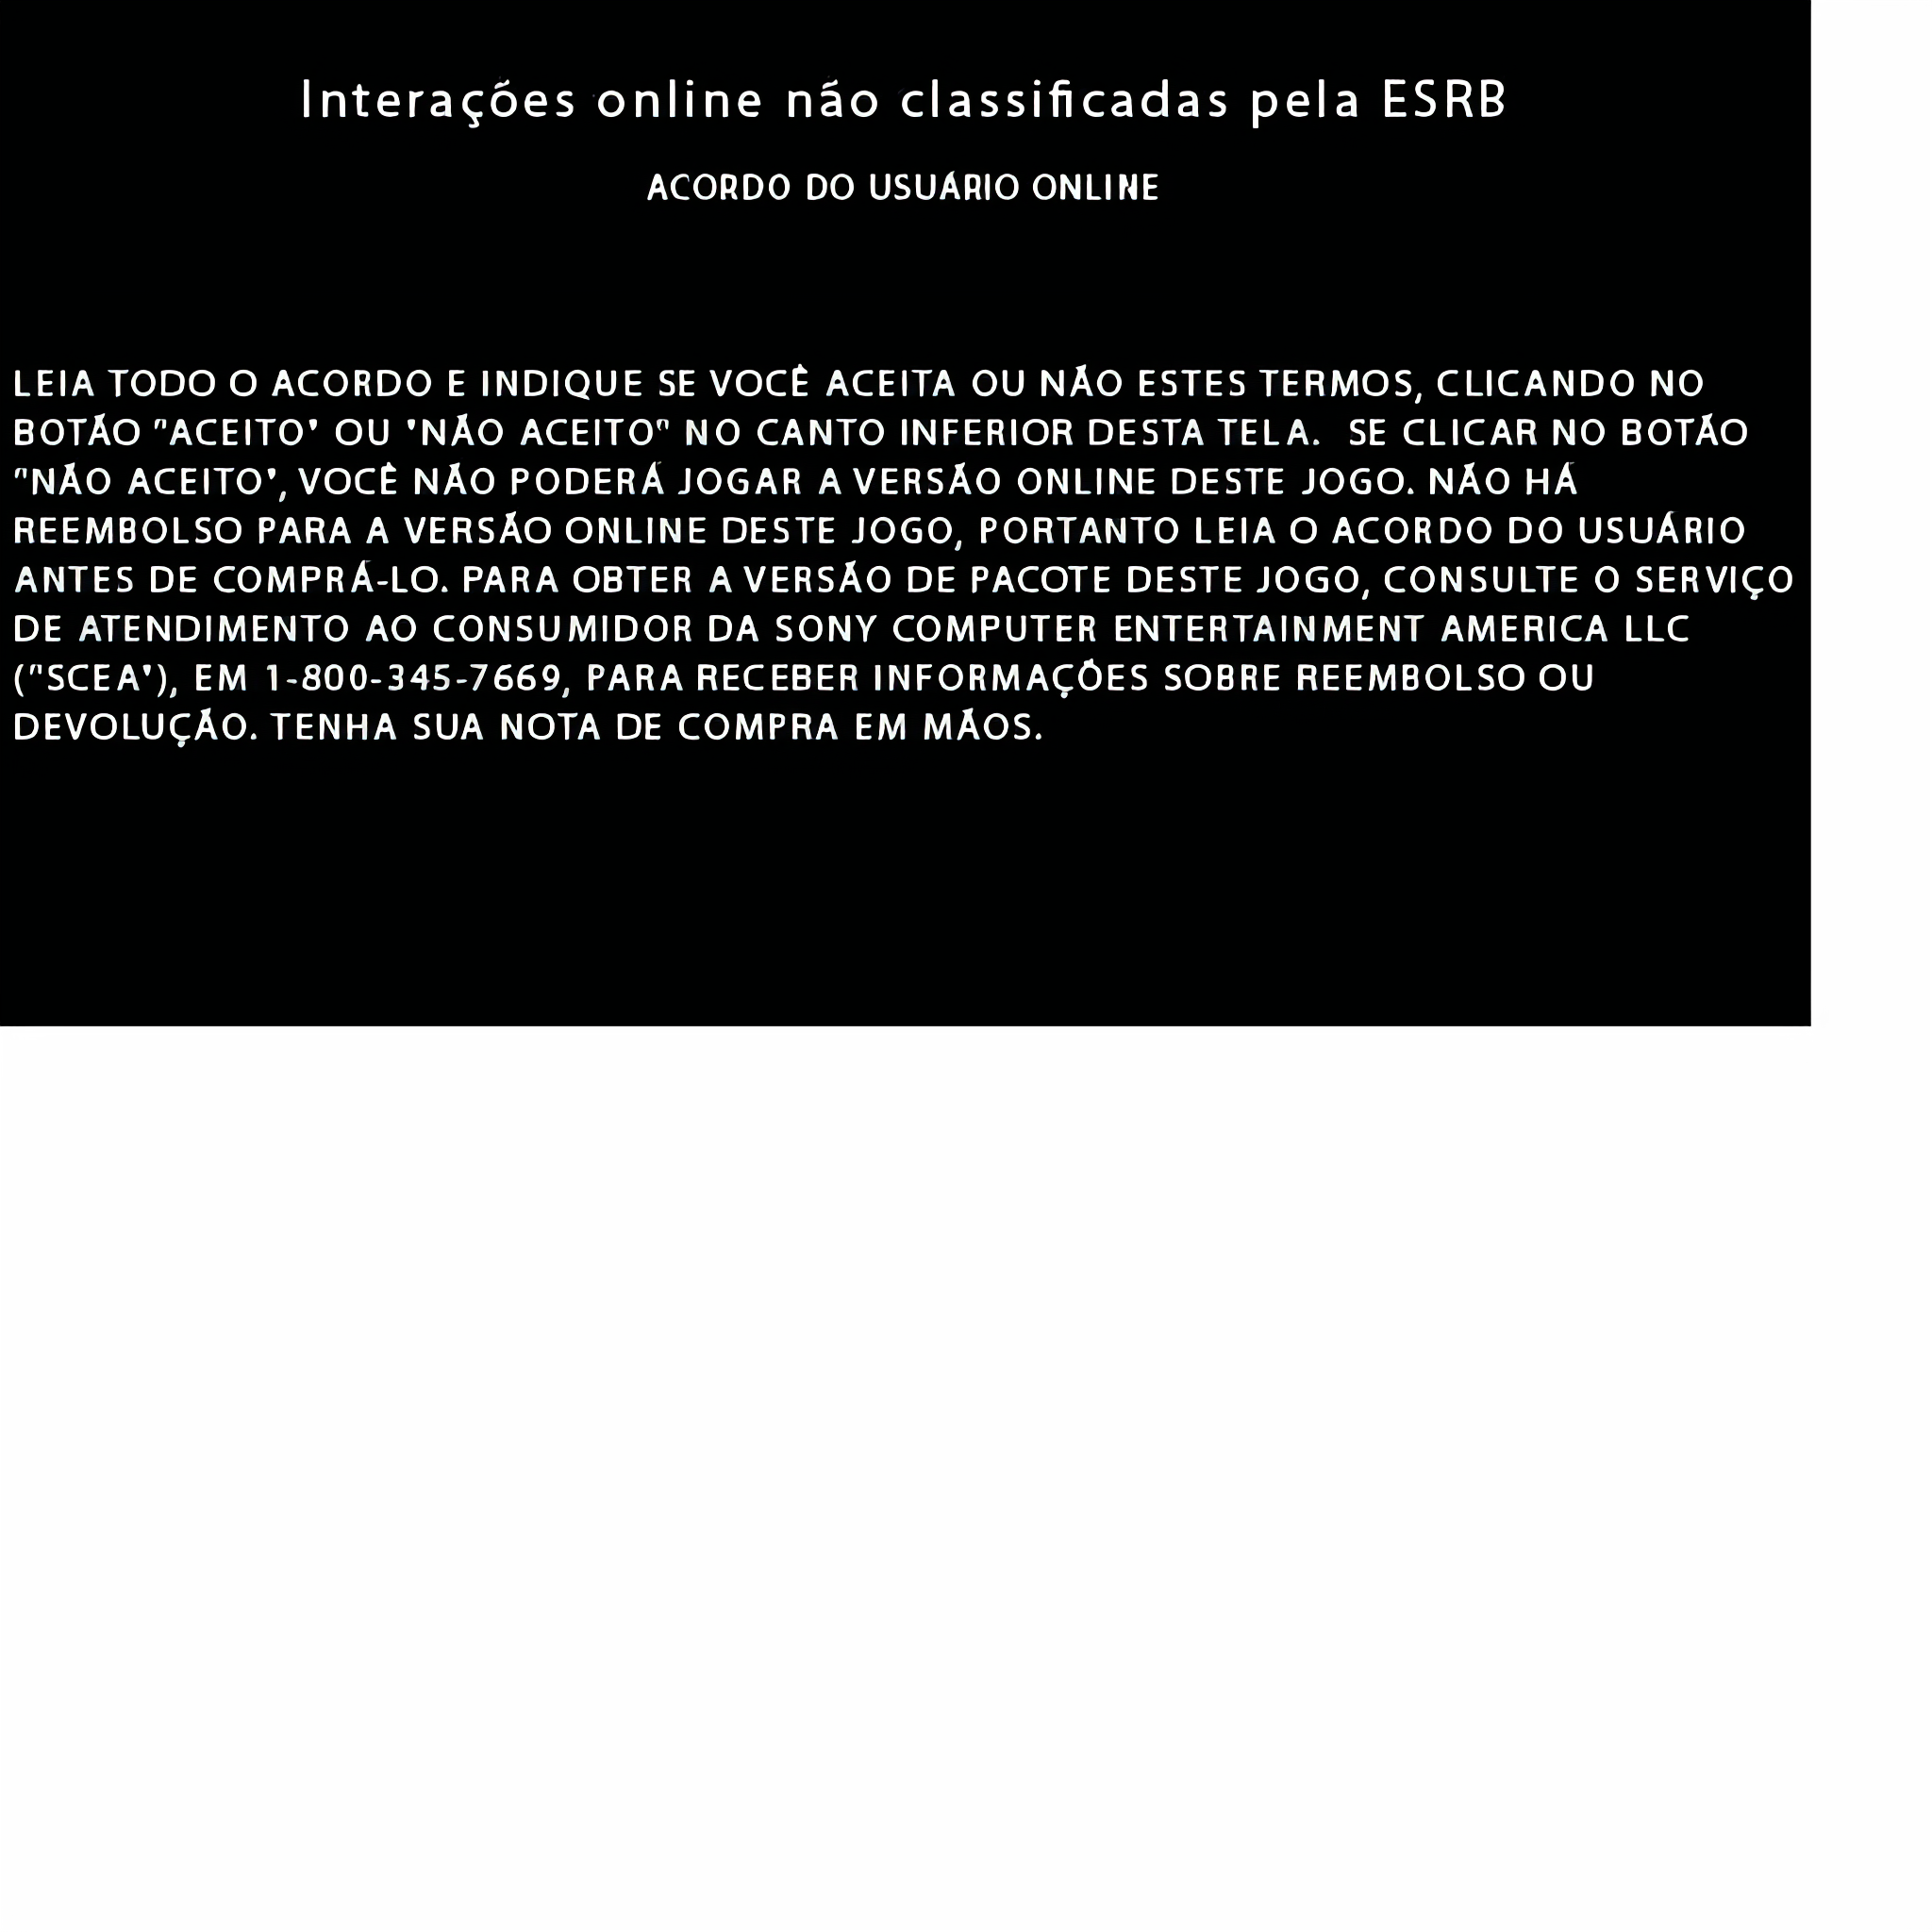 Interações online não classificadas pela ESRB
ACORDO DO USUÁRIO ONLINE
LEIA TODO O ACORDO E INDIQUE SE VOCÊ ACEITA OU NÃO ESTES TERMOS, CLICANDO NO
BOTÃO "ACEITO" OU "NÃO ACEITO" NO CANTO INFERIOR DESTA TELA. SE CLICAR NO BOTÃO
"NÃO ACEITO", VOCÊ NÃO PODERÁ JOGAR A VERSÃO ONLINE DESTE JOGO. NÃO HÁ
REEMBOLSO PARA A VERSÃO ONLINE DESTE JOGO, PORTANTO LEIA O ACORDO DO USUÁRIO
ANTES DE COMPRÁ-LO. PARA OBTER A VERSÃO DE PACOTE DESTE JOGO, CONSULTE O SERVIÇO
DE ATENDIMENTO AO CONSUMIDOR DA SONY COMPUTER ENTERTAINMENT AMERICA LLC
("SCEA"), EM 1-800-345-7669, PARA RECEBER INFORMAÇÕES SOBRE REEMBOLSO OU
DEVOLUÇÃO. TENHA SUA NOTA DE COMPRA EM MÃOS.